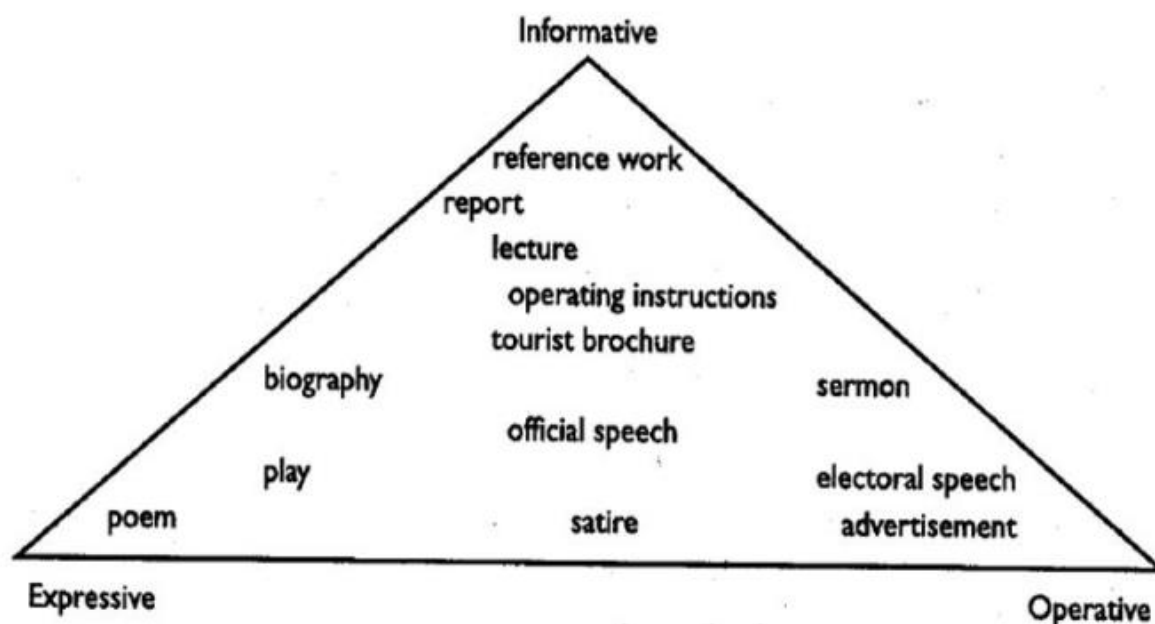 Informative
reference work
report
lecture
operating instructions
tourist brochure
biography
sermon
official speech
play
electoral speech
poem
satire
advertisement
Expressive
Operative